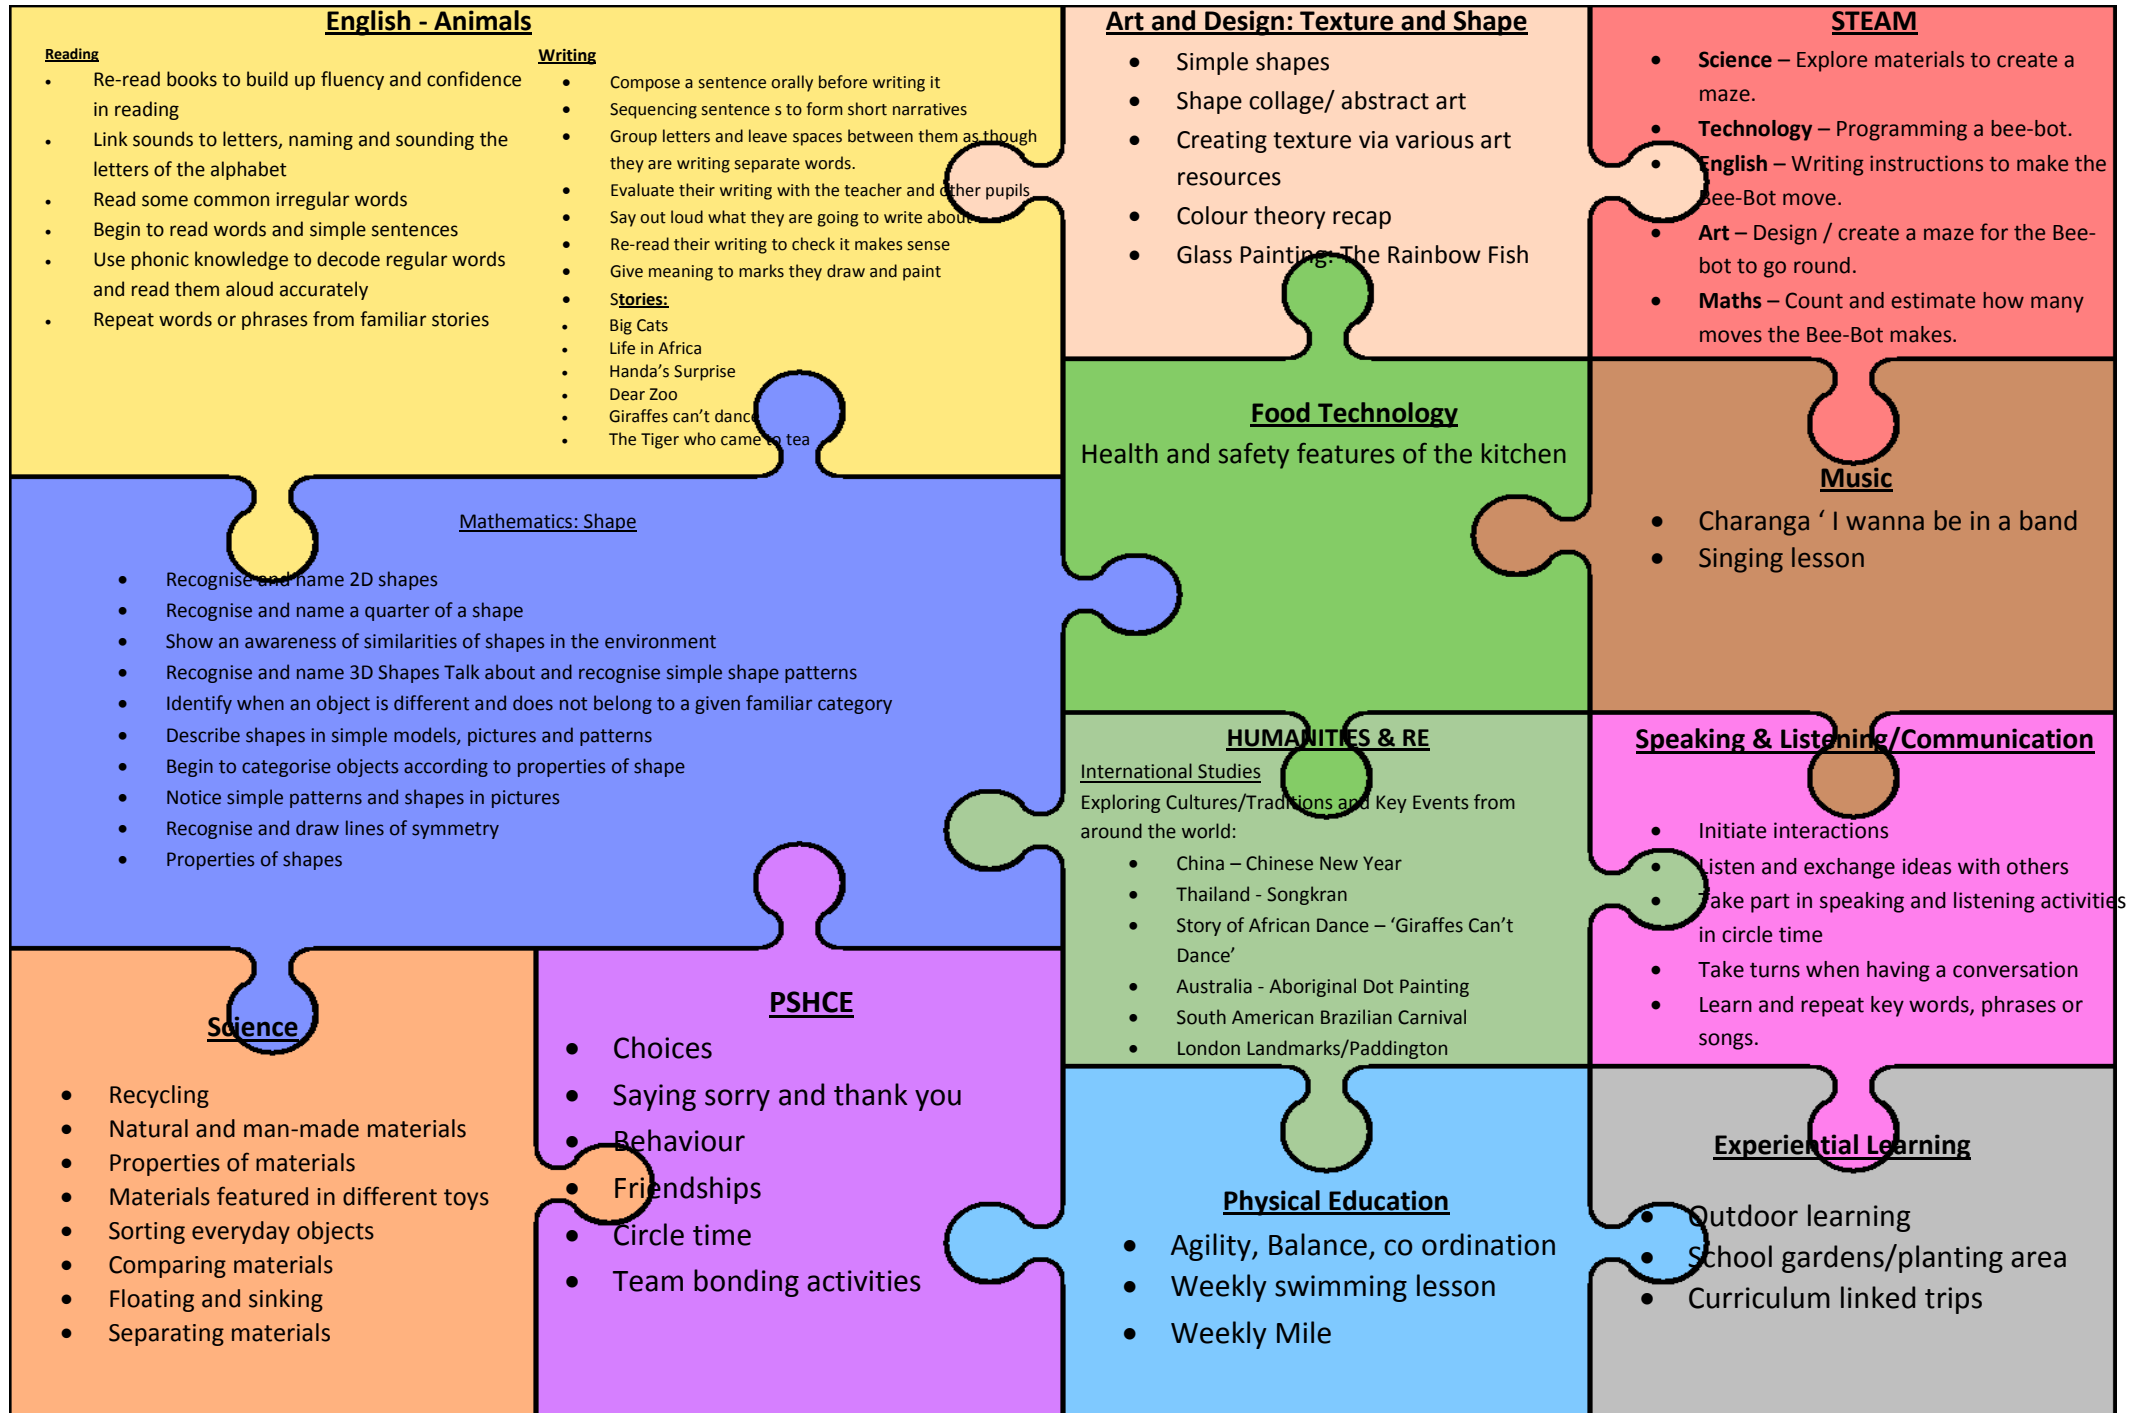 English - Animals
Reading
• Re-read books to build up fluency and confidence
in reading
• Link sounds to letters, naming and sounding the
letters of the alphabet
• Read some common irregular words
• Begin to read words and simple sentences
• Use phonic knowledge to decode regular words
and read them aloud accurately
• Repeat words or phrases from familiar stories
Writing
• Compose a sentence orally before writing it
• Sequencing sentence s to form short narratives
• Group letters and leave spaces between them as though
they are writing separate words.
• Evaluate their writing with the teacher and other pupils
• Say out loud what they are going to write about
• Re-read their writing to check it makes sense
• Give meaning to marks they draw and paint
• Stories:
• Big Cats
• Life in Africa
• Handa’s Surprise
• Dear Zoo
• Giraffes can’t dance
• The Tiger who came to tea
Art and Design: Texture and Shape
• Simple shapes
• Shape collage/ abstract art
• Creating texture via various art
resources
• Colour theory recap
• Glass Painting: The Rainbow Fish
STEAM
• Science – Explore materials to create a
maze.
• Technology – Programming a bee-bot.
• English – Writing instructions to make the
Bee-Bot move.
• Art – Design / create a maze for the Bee-
bot to go round.
• Maths – Count and estimate how many
moves the Bee-Bot makes.
Mathematics: Shape
• Recognise and name 2D shapes
• Recognise and name a quarter of a shape
• Show an awareness of similarities of shapes in the environment
• Recognise and name 3D Shapes Talk about and recognise simple shape patterns
• Identify when an object is different and does not belong to a given familiar category
• Describe shapes in simple models, pictures and patterns
• Begin to categorise objects according to properties of shape
• Notice simple patterns and shapes in pictures
• Recognise and draw lines of symmetry
• Properties of shapes
Food Technology
Health and safety features of the kitchen
Music
• Charanga ‘ I wanna be in a band
• Singing lesson
HUMANITIES & RE
International Studies
Exploring Cultures/Traditions and Key Events from
around the world:
• China – Chinese New Year
• Thailand - Songkran
• Story of African Dance – ‘Giraffes Can’t
Dance’
• Australia - Aboriginal Dot Painting
• South American Brazilian Carnival
• London Landmarks/Paddington
Speaking & Listening/Communication
• Initiate interactions
• Listen and exchange ideas with others
• Take part in speaking and listening activities
in circle time
• Take turns when having a conversation
• Learn and repeat key words, phrases or
songs.
Science
• Recycling
• Natural and man-made materials
• Properties of materials
• Materials featured in different toys
• Sorting everyday objects
• Comparing materials
• Floating and sinking
• Separating materials
PSHCE
• Choices
• Saying sorry and thank you
• Behaviour
• Friendships
• Circle time
• Team bonding activities
Physical Education
• Agility, Balance, co ordination
• Weekly swimming lesson
• Weekly Mile
Experiential Learning
• Outdoor learning
• School gardens/planting area
• Curriculum linked trips